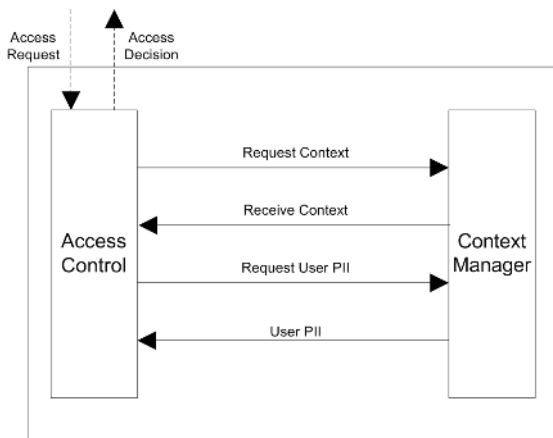 Access
Request
Access
Decision
Request Context
Receive Context
Access
Control
Context
Manager
Request User PII
User PII